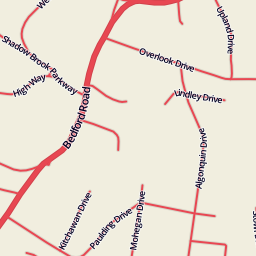 Upland Drive
Shadow Brook Parkway
Overlook Drive
High Way
Lindley Drive
Bedford Road
Algonquin Drive
Kitchawan Drive
Paulding Drive
Mohegan Drive